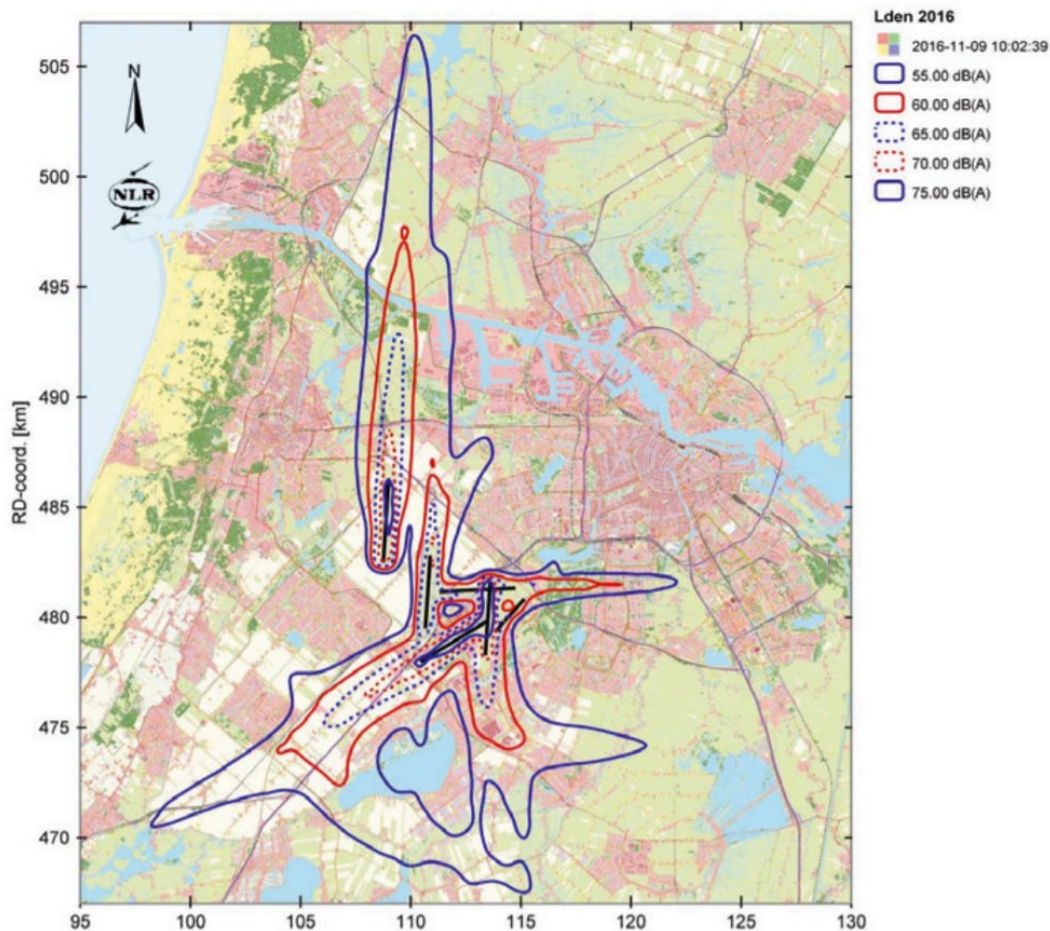 Lden 2016
2016-11-09 10:02:39
55.00 dB(A)
60.00 dB(A)
65.00 dB(A)
70.00 dB(A)
75.00 dB(A)
N
NLR
RD-coord. [km]
505
500
495
490
485
480
475
470
95 100 105 110 115 120 125 130